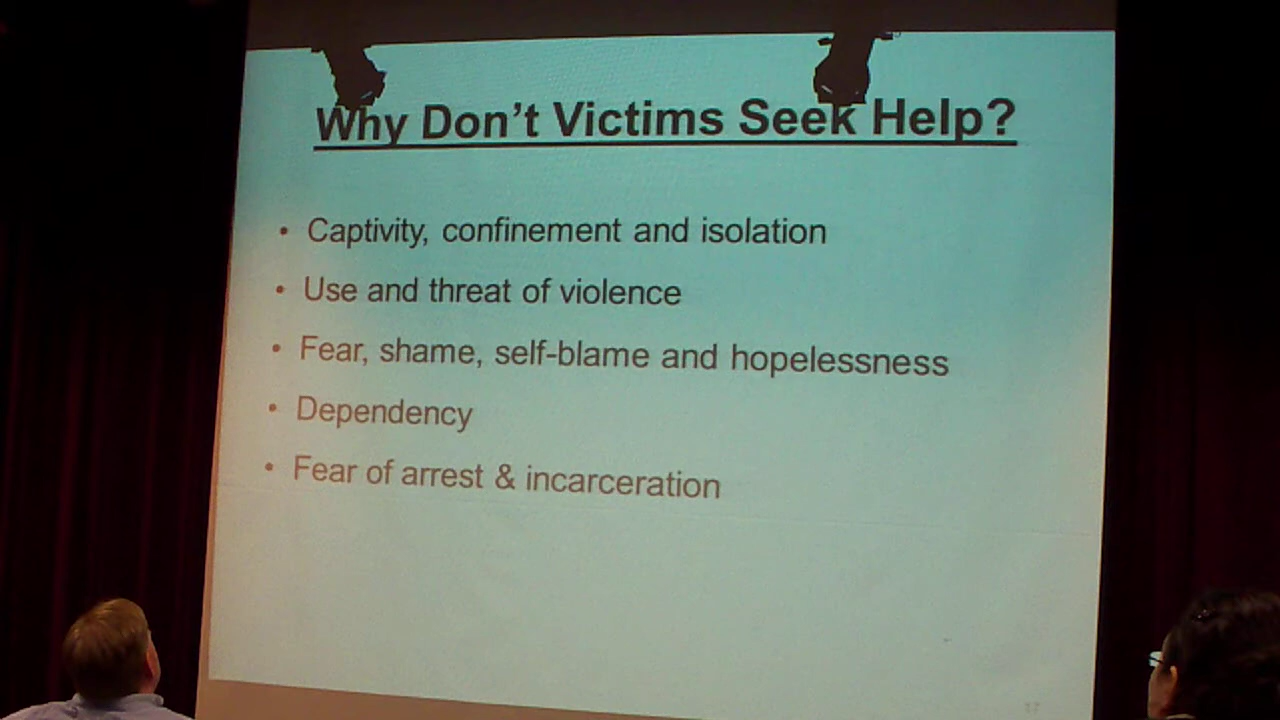 Why Don't Victims Seek Help?
• Captivity, confinement and isolation
• Use and threat of violence
• Fear, shame, self-blame and hopelessness
• Dependency
• Fear of arrest & incarceration
17